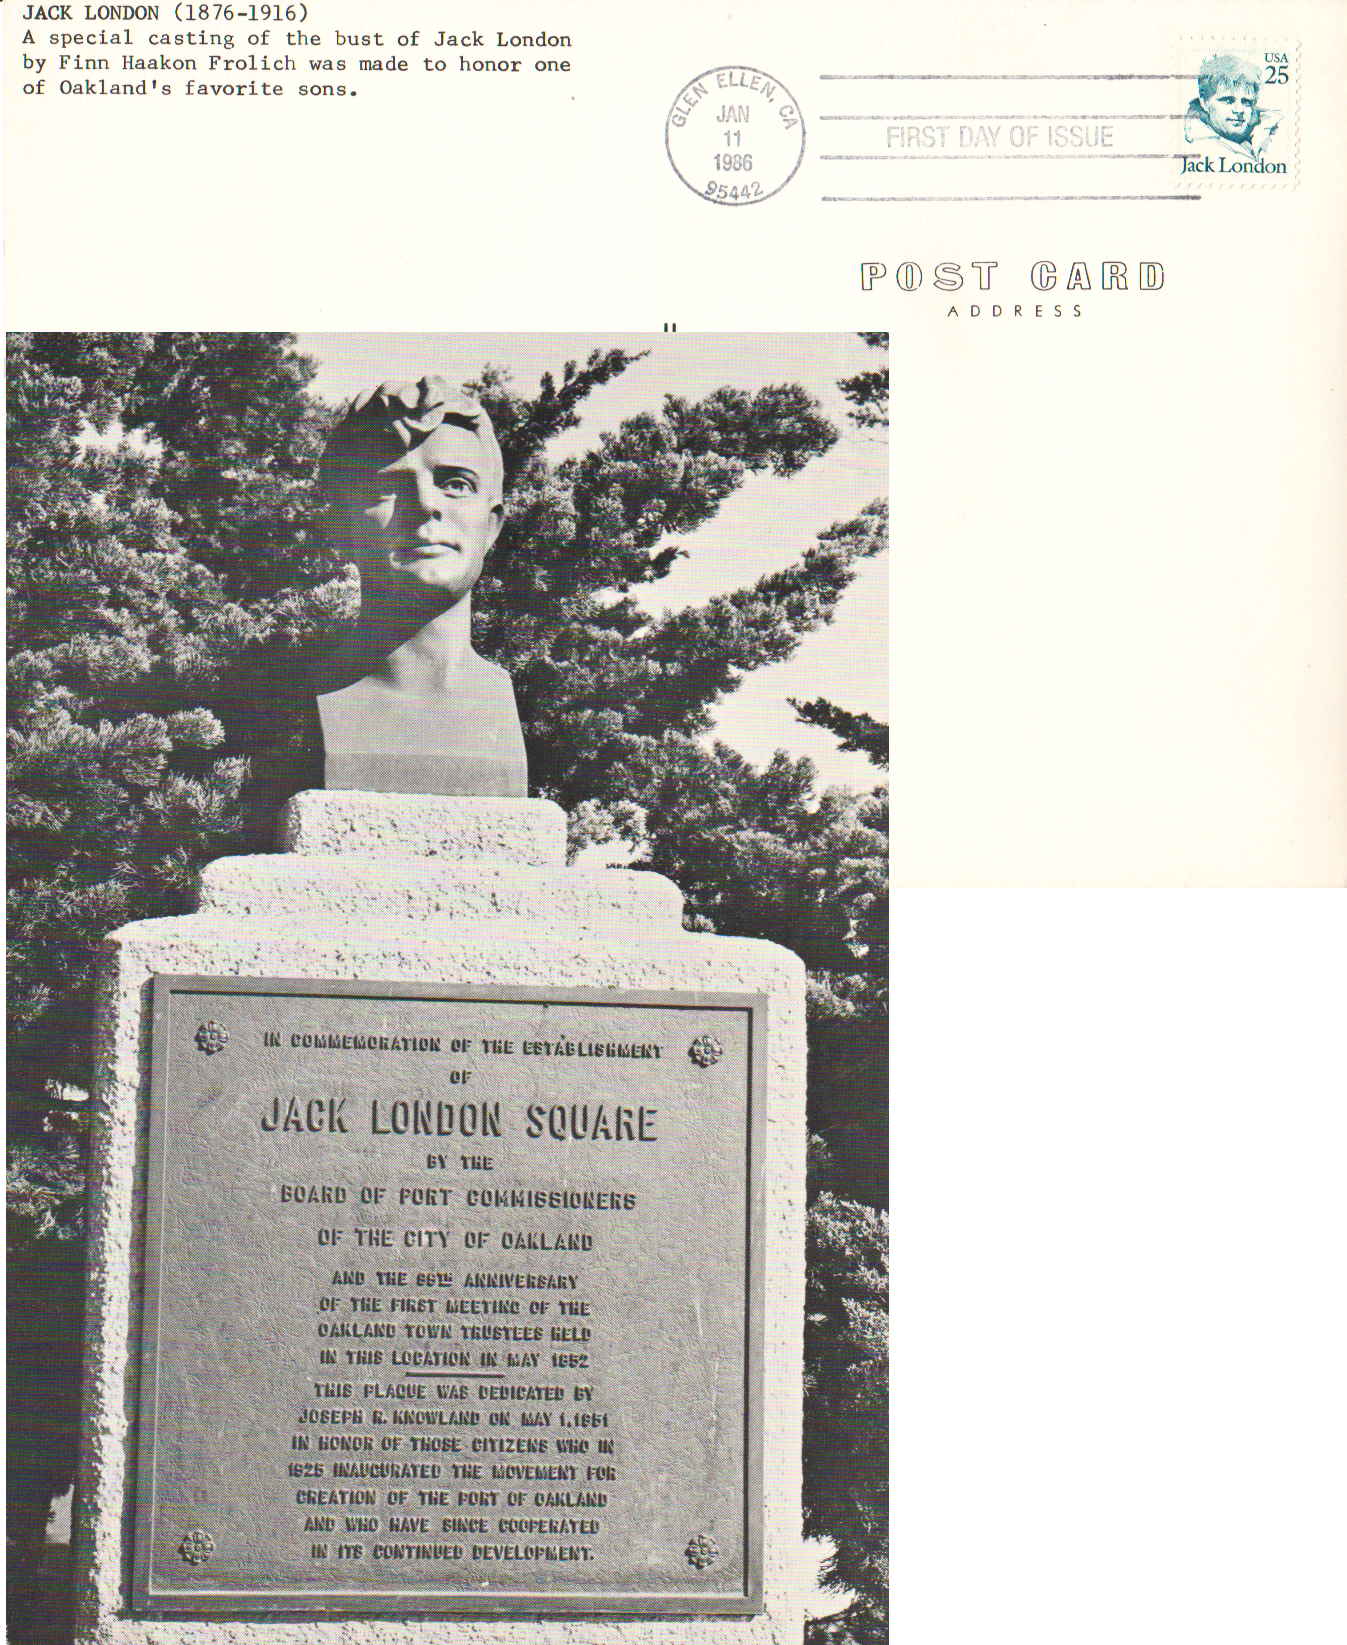 JACK LONDON (1876-1916)
A special casting of the bust of Jack London
by Finn Haakon Frolich was made to honor one
of Oakland's favorite sons.
GLEN ELLEN, CA
JAN
11
1986
95442
FIRST DAY OF ISSUE
USA
25
Jack London
POST CARD
ADDRESS
IN COMMEMORATION OF THE ESTABLISHMENT
OF
JACK LONDON SQUARE
BY THE
BOARD OF PORT COMMISSIONERS
OF THE CITY OF OAKLAND
AND THE ANNIVERSARY
OF THE FIRST MEETING OF THE
OAKLAND TOWN TRUSTEES HELD
IN THIS LOCATION IN MAY 1852
THIS PLAQUE WAS DEDICATED BY
JOSEPH R. KNOWLAND ON MAY 1, 1951
IN HONOR OF THOSE CITIZENS WHO IN
1925 INAUGURATED THE MOVEMENT FOR
CREATION OF THE PORT OF OAKLAND
AND WHO HAVE SINCE COOPERATED
IN ITS CONTINUED DEVELOPMENT.